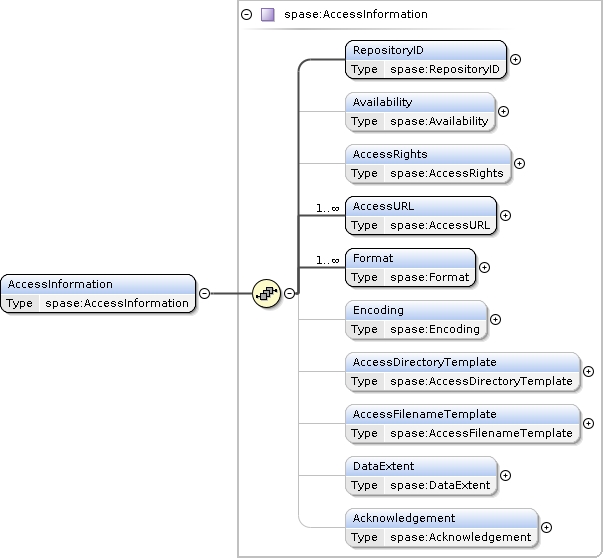 spase:AccessInformation
RepositoryID
Type spase:RepositoryID
Availability
Type spase:Availability
AccessRights
Type spase:AccessRights
1..∞
AccessURL
Type spase:AccessURL
1..∞
Format
Type spase:Format
AccessInformation
Type spase:AccessInformation
Encoding
Type spase:Encoding
AccessDirectoryTemplate
Type spase:AccessDirectoryTemplate
AccessFilenameTemplate
Type spase:AccessFilenameTemplate
DataExtent
Type spase:DataExtent
Acknowledgement
Type spase:Acknowledgement